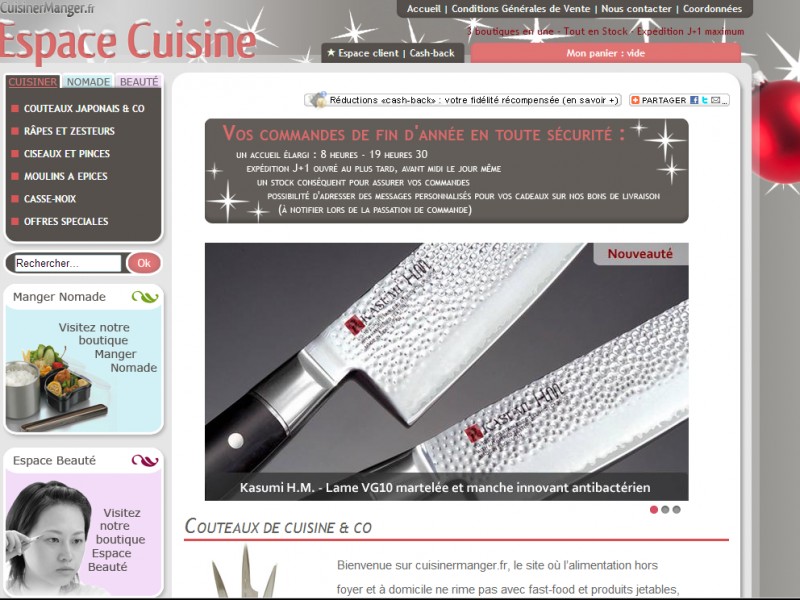 CuisinerManger.fr
Espace Cuisine
Accueil | Conditions Générales de Vente | Nous contacter | Coordonnées
3 boutiques en une - Tout en Stock - Expédition J+1 maximum
★ Espace client | Cash-back
Mon panier : vide
CUISINER NOMADE BEAUTÉ
COUTEAUX JAPONAIS & CO
RÂPES ET ZESTEURS
CISEAUX ET PINCES
MOULINS A EPICES
CASSE-NOIX
OFFRES SPECIALES
Rechercher... Ok
Manger Nomade
Visitez notre
boutique
Manger
Nomade
Espace Beauté
Visitez
notre
boutique
Espace
Beauté
Réductions «cash-back» : votre fidélité récompensée (en savoir +)
PARTAGER ...
Vos commandes de fin d'année en toute sécurité :
un accueil élargi : 8 heures - 19 heures 30
expédition J+1 ouvré au plus tard, avant midi le jour même
un stock conséquent pour assurer vos commandes
possibilité d'adresser des messages personnalisés pour vos cadeaux sur nos bons de livraison
(à notifier lors de la passation de commande)
Nouveauté
KASUMI H.M.
KASUMI H.M.
Kasumi H.M. - Lame VG10 martelée et manche innovant antibactérien
Couteaux de cuisine & co
Bienvenue sur cuisinermanger.fr, le site où l'alimentation hors
foyer et à domicile ne rime pas avec fast-food et produits jetables,